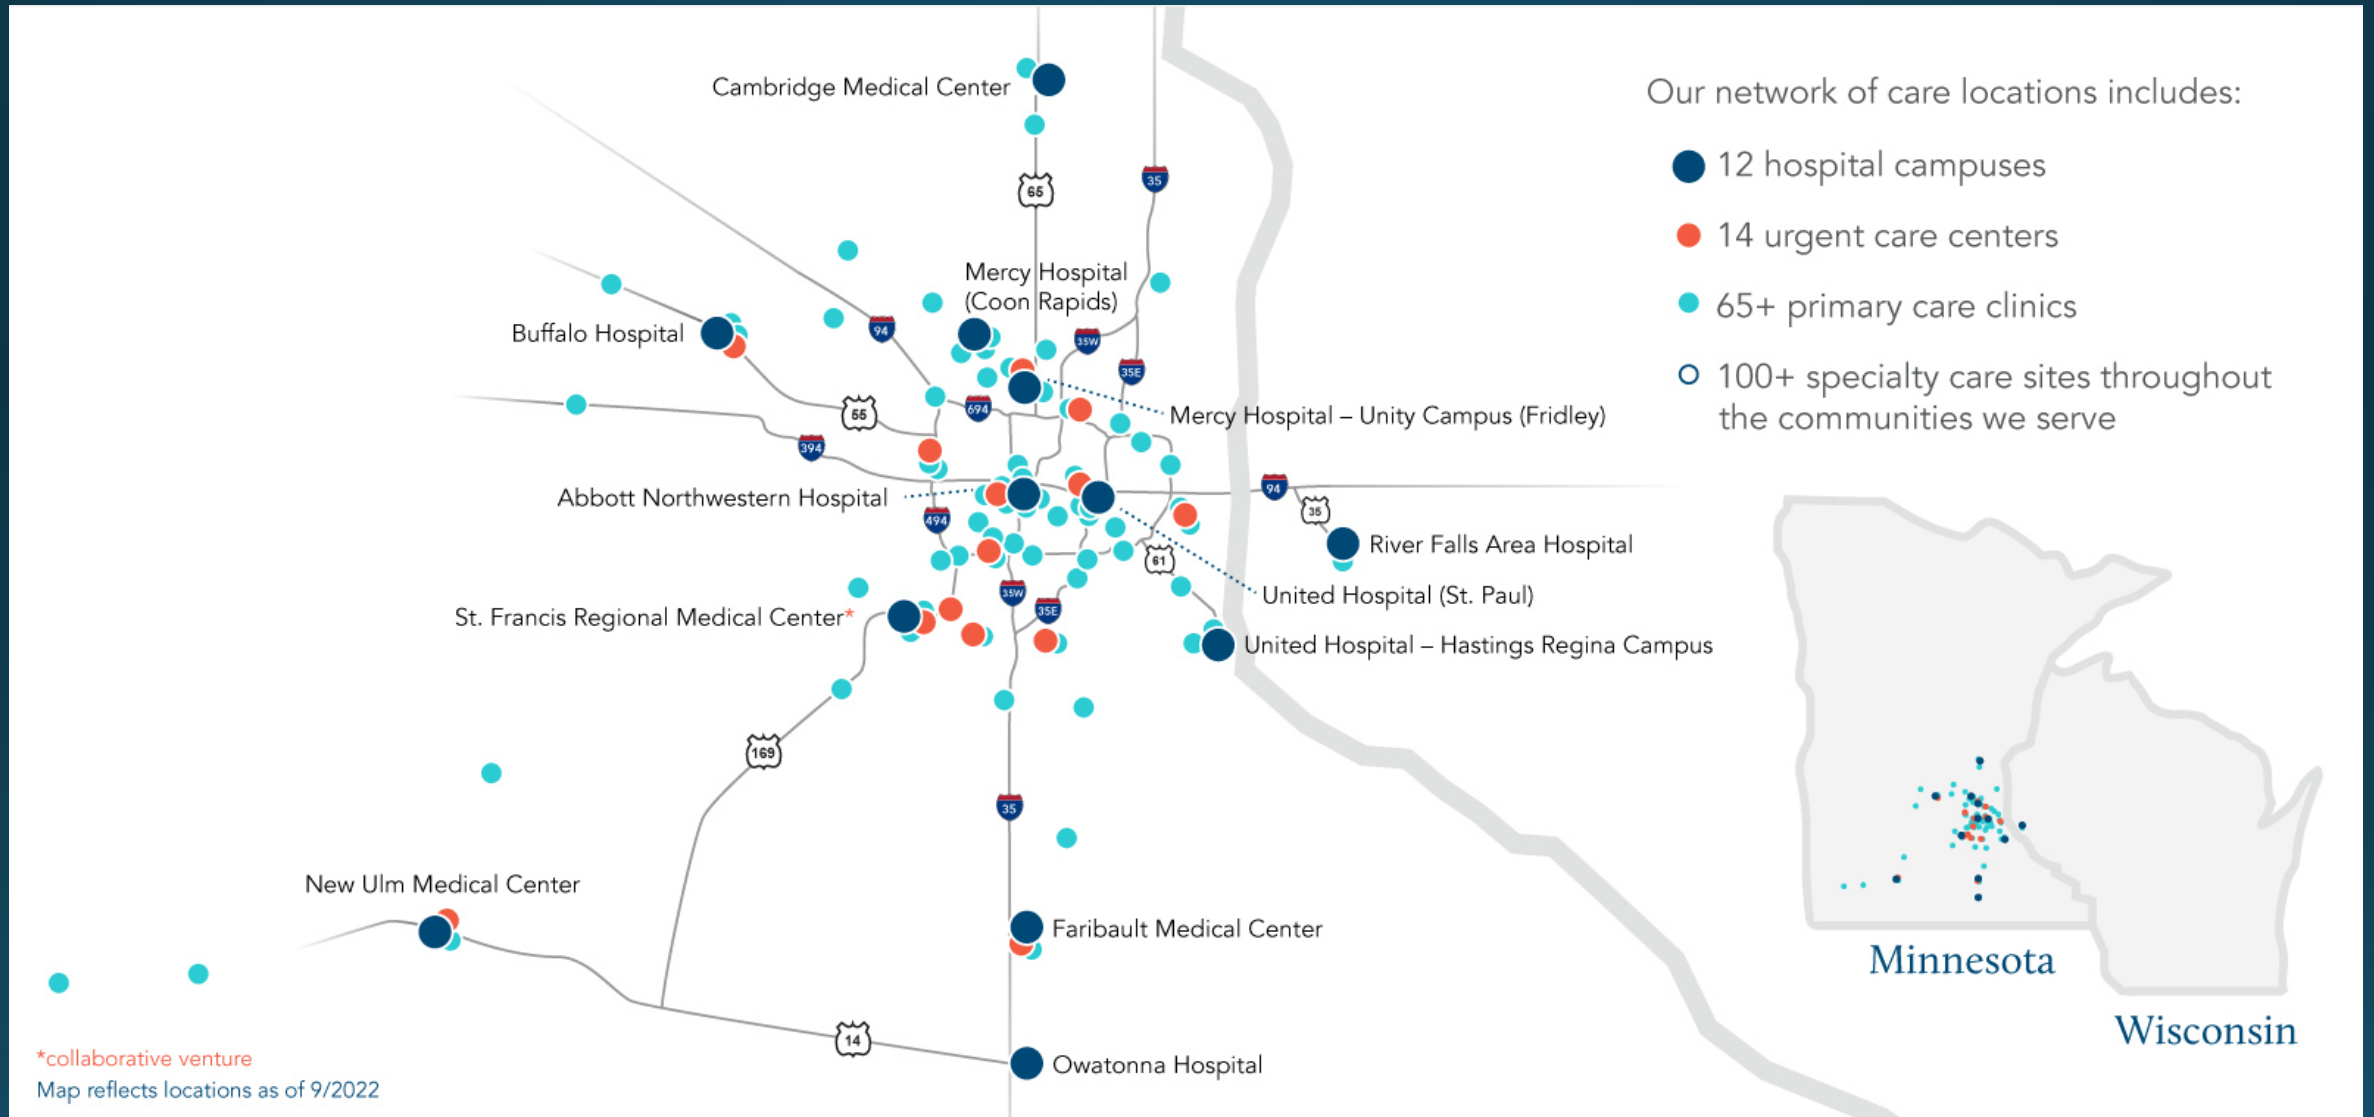 Cambridge Medical Center
65
35
Mercy Hospital
(Coon Rapids)
94
35W
Buffalo Hospital
35E
55
694
Mercy Hospital – Unity Campus (Fridley)
394
Abbott Northwestern Hospital
494
94
35
River Falls Area Hospital
61
35W
35E
United Hospital (St. Paul)
St. Francis Regional Medical Center*
United Hospital – Hastings Regina Campus
169
35
New Ulm Medical Center
Faribault Medical Center
14
Owatonna Hospital
*collaborative venture
Map reflects locations as of 9/2022
Our network of care locations includes:
12 hospital campuses
14 urgent care centers
65+ primary care clinics
100+ specialty care sites throughout
the communities we serve
Minnesota
Wisconsin